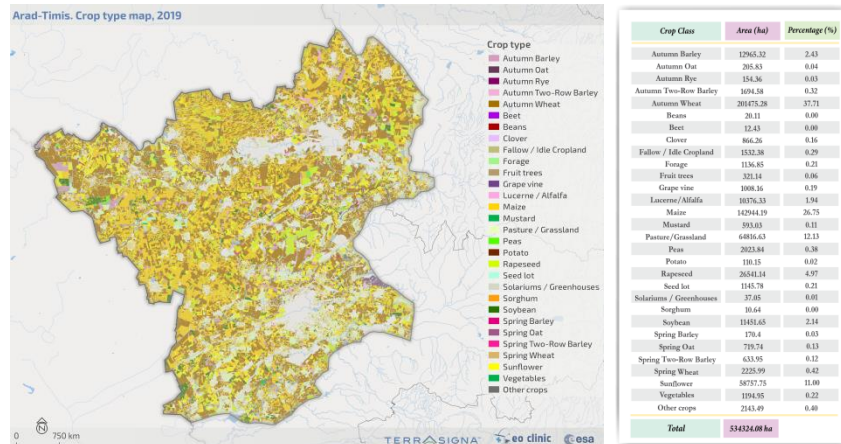 Arad-Timis. Crop type map, 2019
Crop type
Autumn Barley
Autumn Oat
Autumn Rye
Autumn Two-Row Barley
Autumn Wheat
Beet
Beans
Clover
Fallow / Idle Cropland
Forage
Fruit trees
Grape vine
Lucerne / Alfalfa
Maize
Mustard
Pasture / Grassland
Peas
Potato
Rapeseed
Seed lot
Solariums / Greenhouses
Sorghum
Soybean
Spring Barley
Spring Oat
Spring Two-Row Barley
Spring Wheat
Sunflower
Vegetables
Other crops
N
0 750 km
TERRASIGNA eo clinic esa
Crop Class Area (ha) Percentage (%)
Autumn Barley 12965.32 2.43
Autumn Oat 205.83 0.04
Autumn Rye 154.36 0.03
Autumn Two-Row Barley 1694.58 0.32
Autumn Wheat 201475.28 37.71
Beans 20.11 0.00
Beet 12.43 0.00
Clover 866.26 0.16
Fallow / Idle Cropland 1532.38 0.29
Forage 1136.85 0.21
Fruit trees 321.14 0.06
Grape vine 1008.16 0.19
Lucerne/Alfalfa 10376.33 1.94
Maize 142944.19 26.75
Mustard 593.03 0.11
Pasture/Grassland 64816.63 12.13
Peas 2023.84 0.38
Potato 110.15 0.02
Rapeseed 26541.14 4.97
Seed lot 1145.78 0.21
Solariums / Greenhouses 37.05 0.01
Sorghum 10.64 0.00
Soybean 11451.65 2.14
Spring Barley 170.4 0.03
Spring Oat 719.74 0.13
Spring Two-Row Barley 633.95 0.12
Spring Wheat 2225.99 0.42
Sunflower 58757.75 11.00
Vegetables 1194.95 0.22
Other crops 2143.49 0.40
Total 534324.08 ha